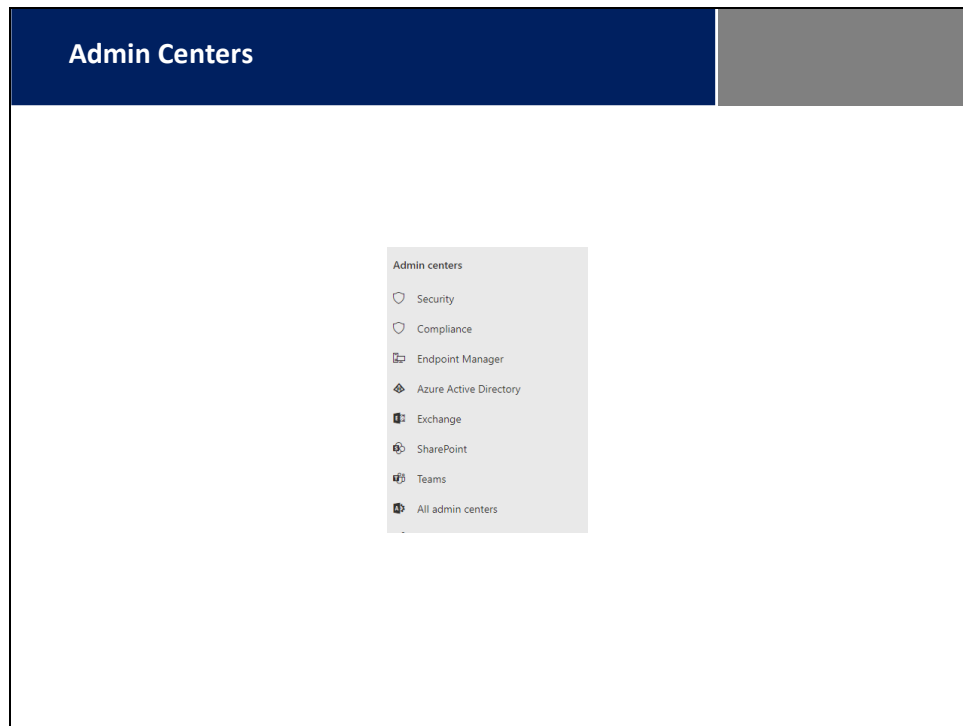 Admin Centers
Admin centers
Security
Compliance
Endpoint Manager
Azure Active Directory
Exchange
SharePoint
Teams
All admin centers